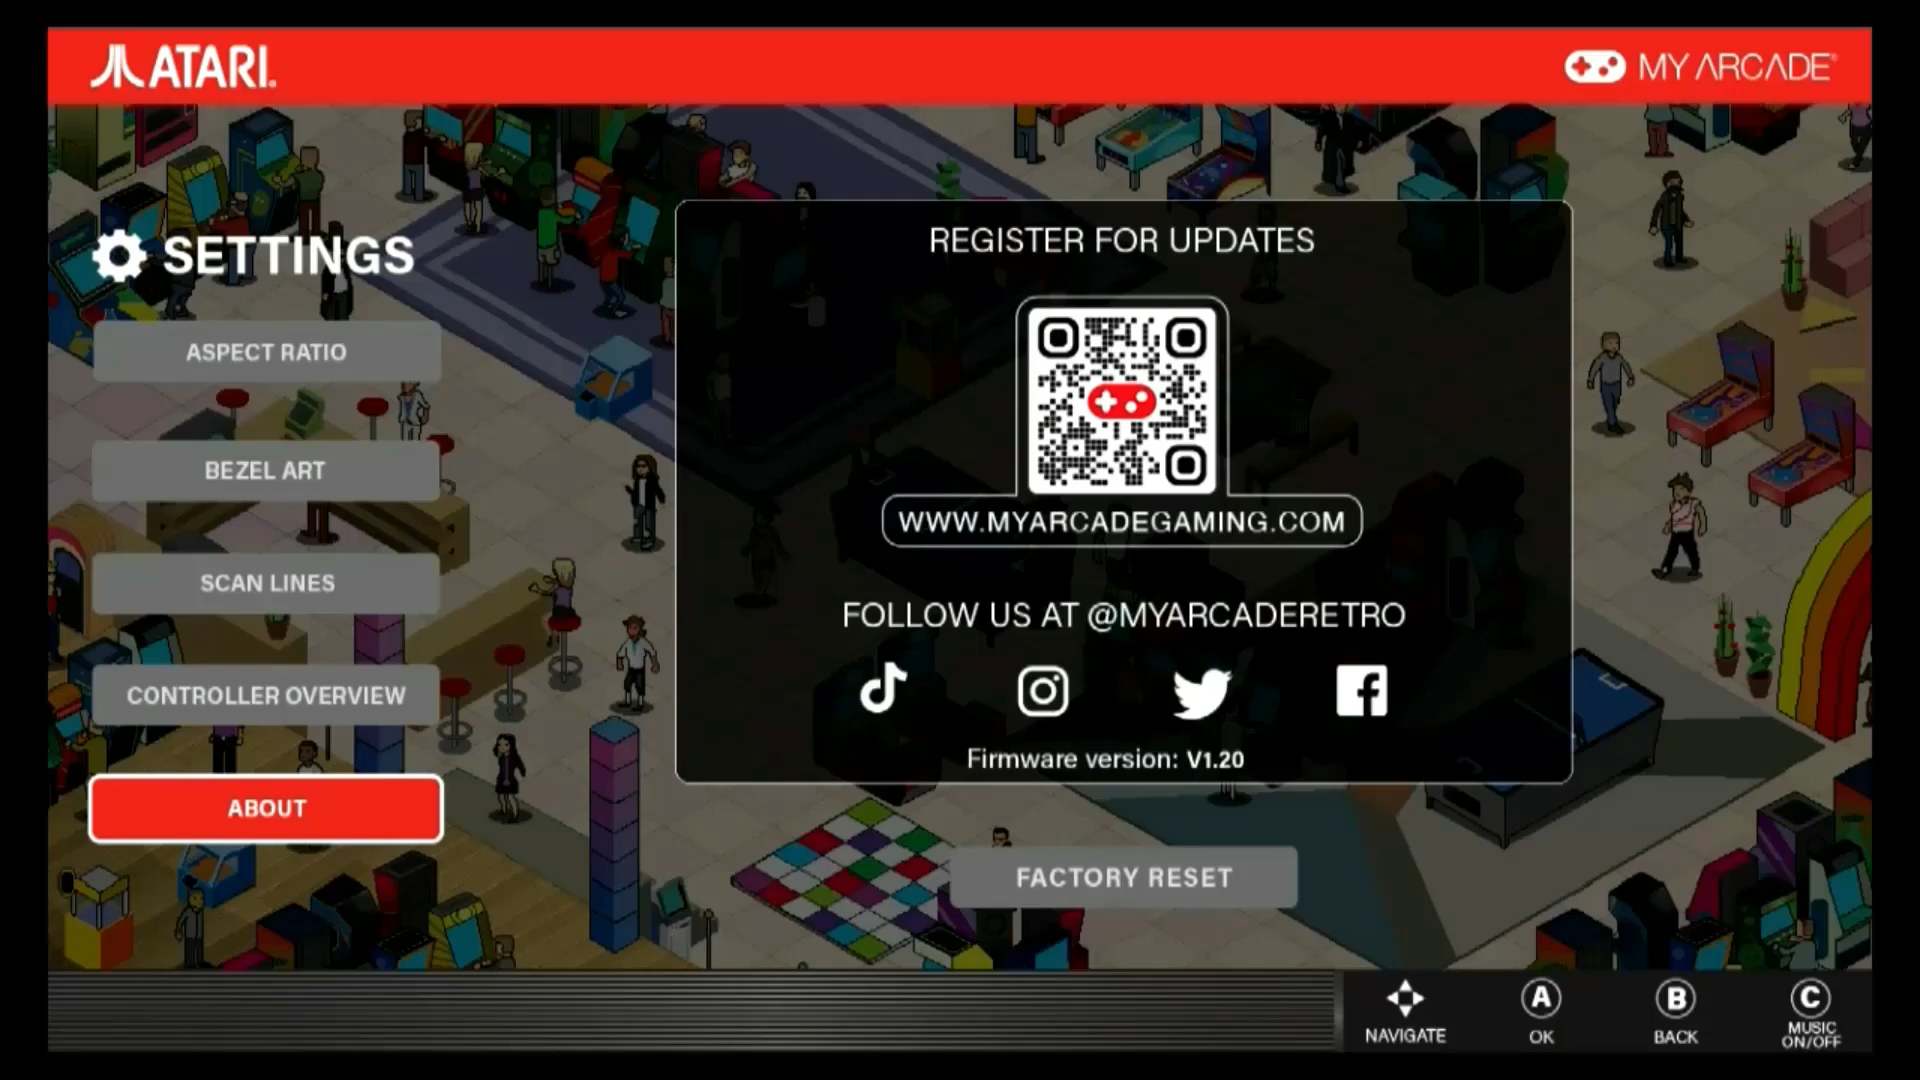 ATARI
MY ARCADE
SETTINGS
ASPECT RATIO
BEZEL ART
SCAN LINES
CONTROLLER OVERVIEW
ABOUT
REGISTER FOR UPDATES
WWW.MYARCADEGAMING.COM
FOLLOW US AT @MYARCADERETRO
Firmware version: V1.20
FACTORY RESET
NAVIGATE
A
OK
B
BACK
C
MUSIC
ON/OFF